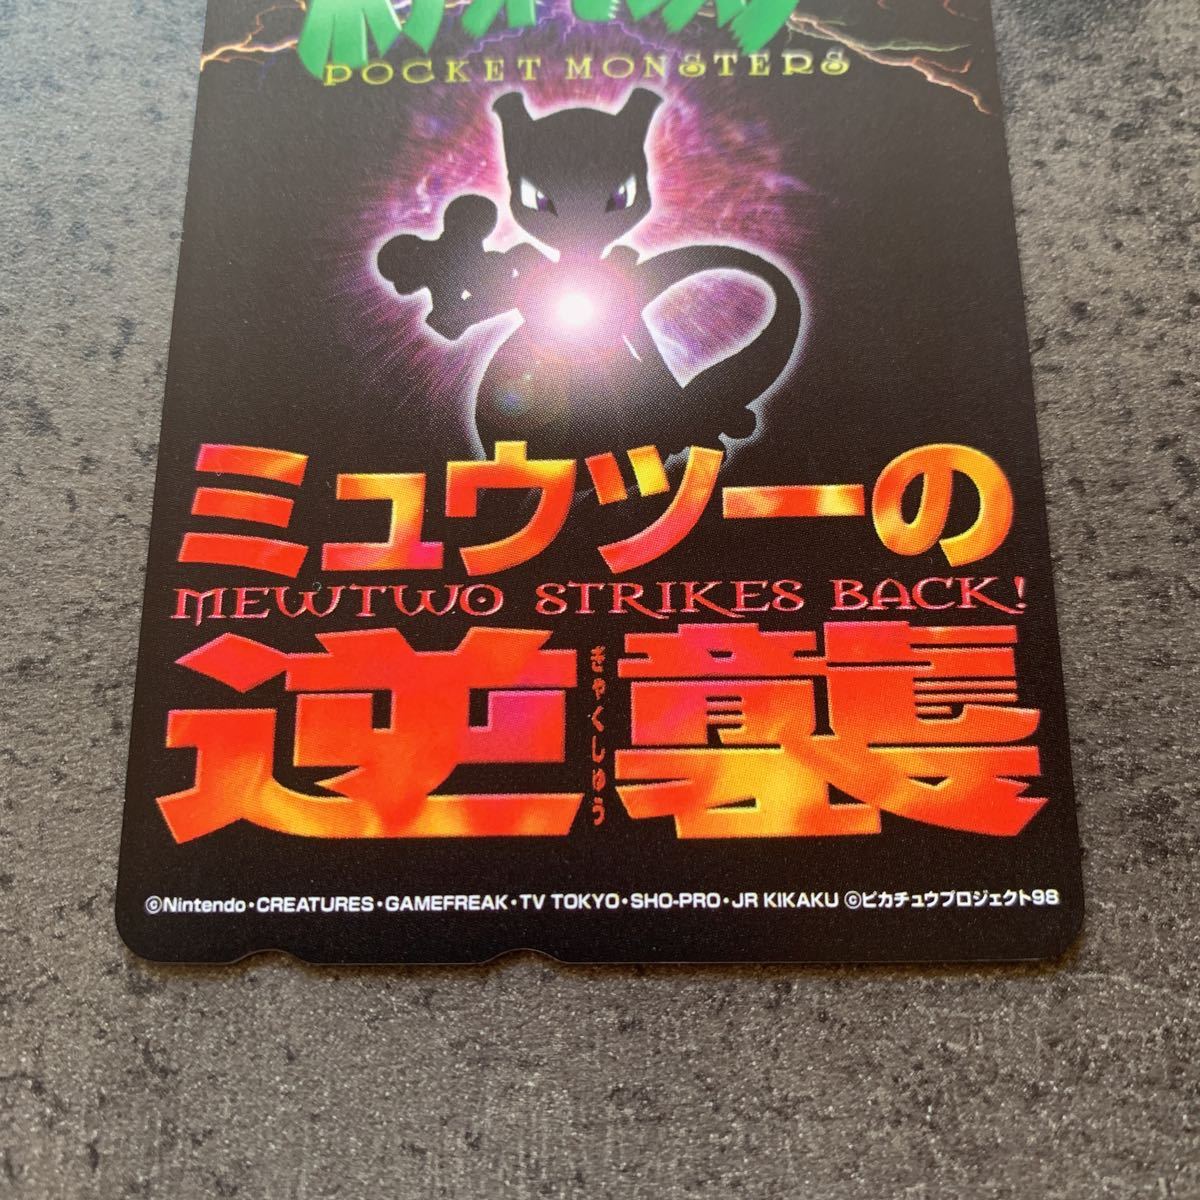 POCKET MONSTERS
ミュウツーの
MEWTWO STRIKES BACK!
逆襲
ぎゃくしゅう
©Nintendo・CREATURES・GAMEFREAK・TV TOKYO・SHO-PRO・JR KIKAKU ©ピカチュウプロジェクト98